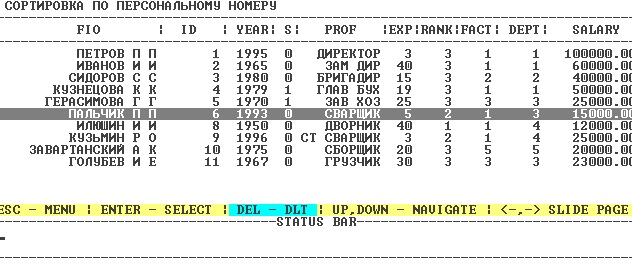 СОРТИРОВКА ПО ПЕРСОНАЛЬНОМУ НОМЕРУ
FIO ¦ ID ¦ YEAR¦ S¦ PROF ¦EXP¦RANK¦FACT¦ DEPT¦ SALARY
ПЕТРОВ П П 1 1995 0 ДИРЕКТОР 3 3 1 1 100000.00
ИВАНОВ И И 2 1965 0 ЗАМ ДИР 40 3 1 1 60000.00
СИДОРОВ С С 3 1980 0 БРИГАДИР 15 3 2 2 40000.00
КУЗНЕЦОВА К К 4 1979 1 ГЛАВ БУХ 19 3 1 1 50000.00
ГЕРАСИМОВА Г Г 5 1970 1 ЗАВ ХОЗ 25 3 3 3 25000.00
ПАЛЬЧИК П П 6 1993 0 СВАРЩИК 5 2 1 3 15000.00
ИЛЮШИН И И 8 1950 0 ДВОРНИК 40 1 1 4 12000.00
КУЗЬМИН Р О 9 1996 0 СТ СВАРЩИК 3 2 1 4 25000.00
ЗАВАРТАНСКИЙ А К 10 1975 0 СБОРЩИК 20 3 5 5 20000.00
ГОЛУБЕВ И Е 11 1967 0 ГРУЗЧИК 30 3 3 3 23000.00
ESC - MENU ¦ ENTER - SELECT ¦ DEL - DLT ¦ UP,DOWN - NAVIGATE ¦ <-,-> SLIDE PAGE
STATUS BAR